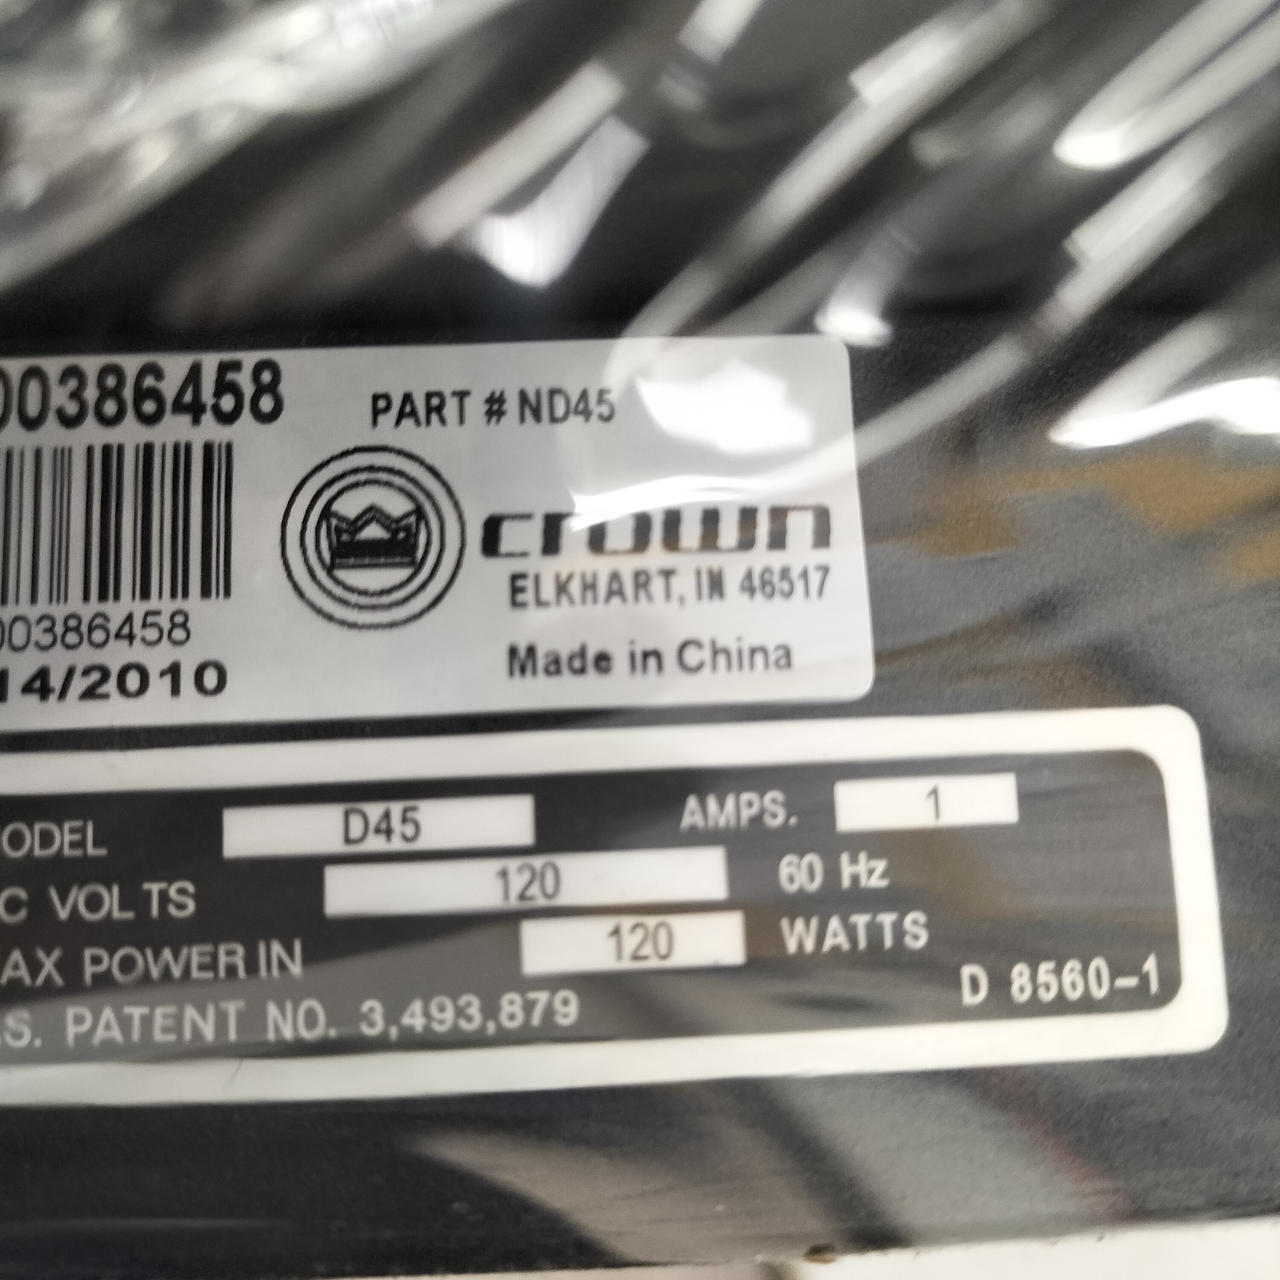 00386458
PART # ND45
crown
ELKHART, IN 46517
00386458
14/2010
Made in China
ODEL D45 AMPS. 1
C VOLTS 120 60 Hz
AX POWER IN 120 WATTS
.S. PATENT NO. 3,493,879
D 8560-1